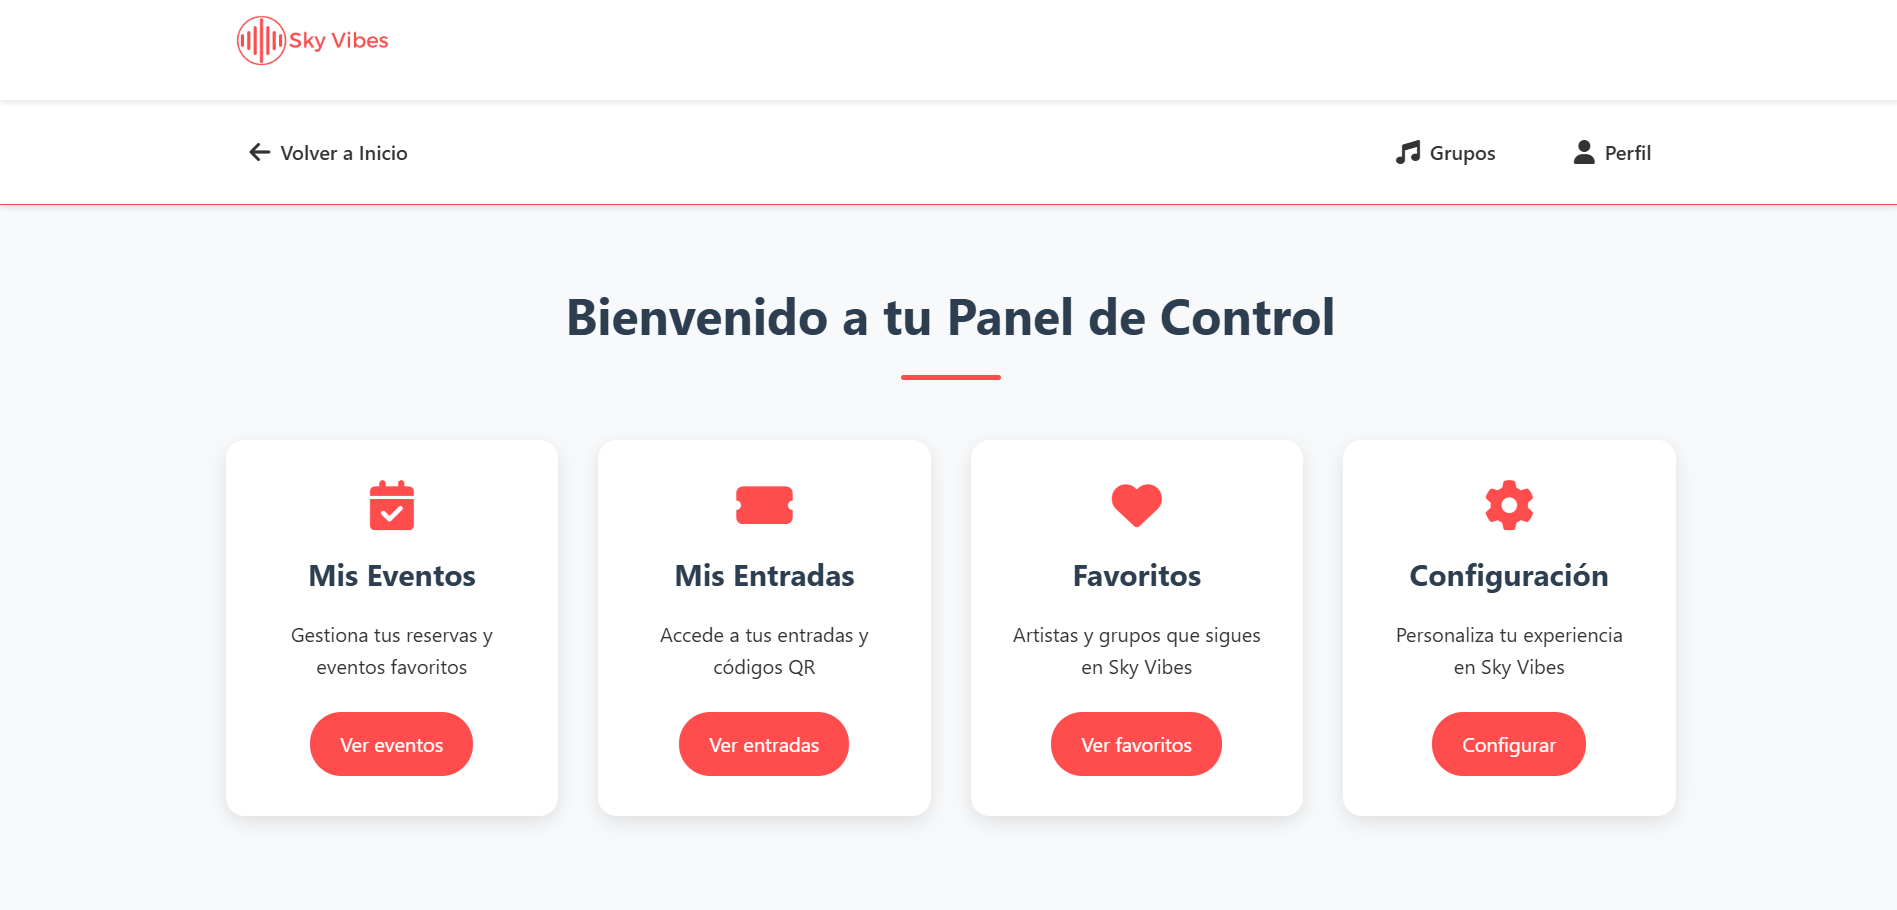 Sky Vibes
Volver a Inicio
Grupos
Perfil
Bienvenido a tu Panel de Control
Mis Eventos
Gestiona tus reservas y
eventos favoritos
Ver eventos
Mis Entradas
Accede a tus entradas y
códigos QR
Ver entradas
Favoritos
Artistas y grupos que sigues
en Sky Vibes
Ver favoritos
Configuración
Personaliza tu experiencia
en Sky Vibes
Configurar